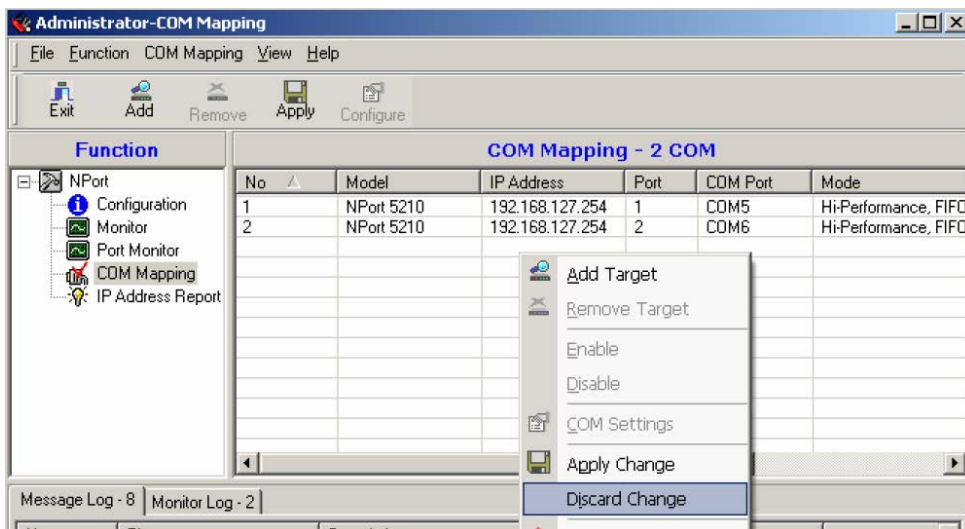 Administrator-COM Mapping
File Function COM Mapping View Help
Exit Add Remove Apply Configure
Function
COM Mapping - 2 COM
NPort
Configuration
Monitor
Port Monitor
COM Mapping
IP Address Report
No Model IP Address Port COM Port Mode
1 NPort 5210 192.168.127.254 1 COM5 Hi-Performance, FIFO
2 NPort 5210 192.168.127.254 2 COM6 Hi-Performance, FIFO
Add Target
Remove Target
Enable
Disable
COM Settings
Apply Change
Discard Change
Message Log - 8 Monitor Log - 2